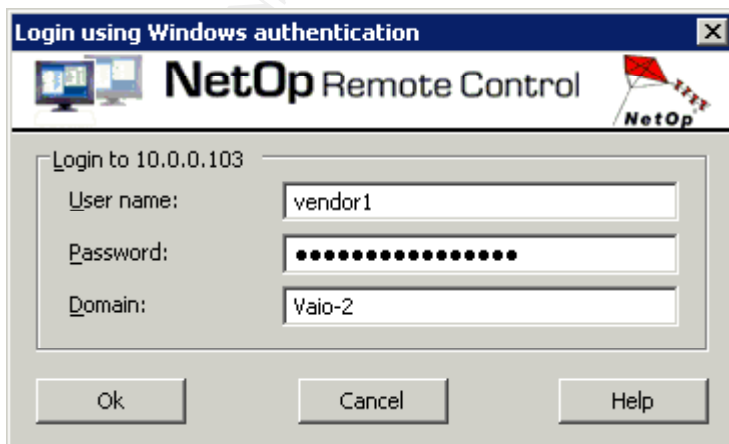 Login using Windows authentication
NetOp Remote Control
NetOp
Login to 10.0.0.103
User name: vendor1
Password: ●●●●●●●●●●●●●●●●
Domain: Vaio-2
Ok Cancel Help